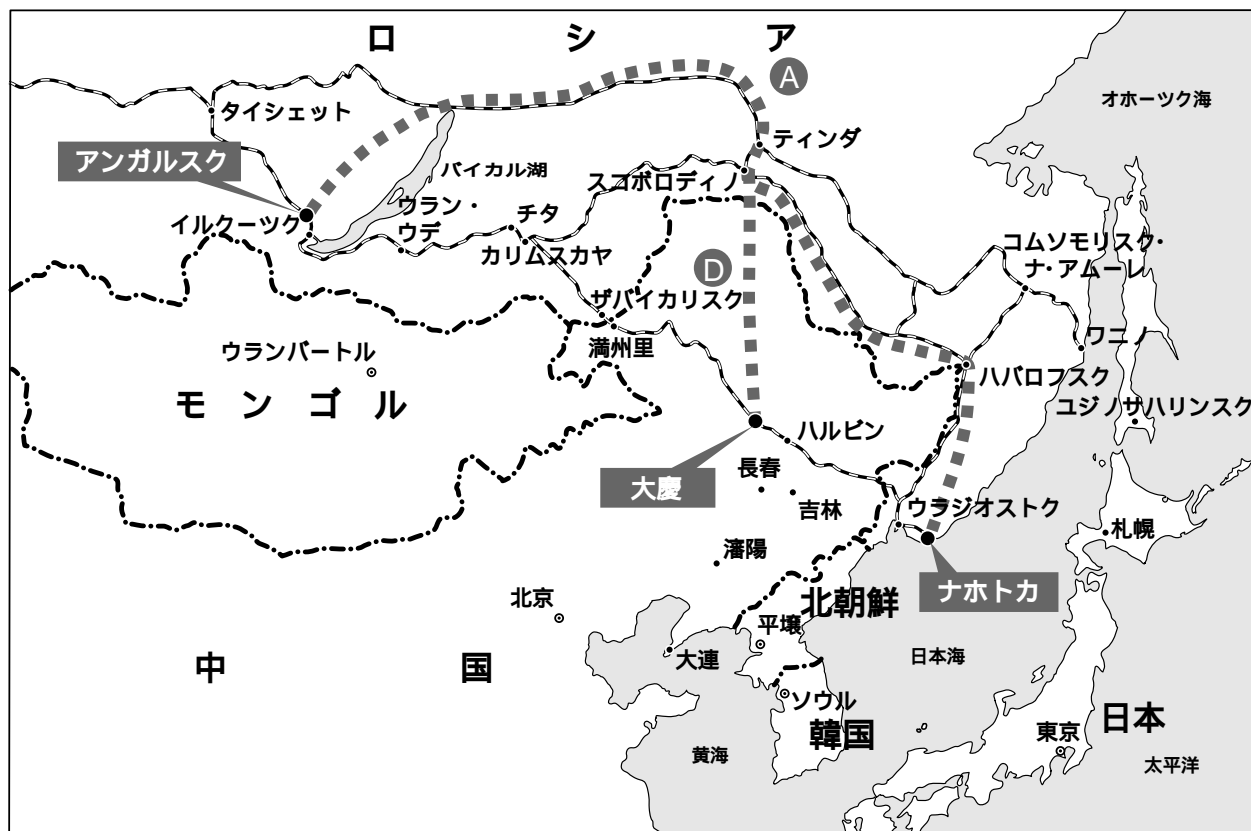 ロシア
A
オホーツク海
タイシェット
ティンダ
アンガルスク
バイカル湖
スコボロディノ
イルクーツク
ウラン・
ウデ
チタ
カリムスカヤ
コムソモリスク・
ナ・アムーレ
D
ザバイカリスク
ワニノ
ウランバートル
満州里
ハバロフスク
モンゴル
ユジノサハリンスク
ハルビン
長春
大慶
吉林
ウラジオストク
札幌
瀋陽
ナホトカ
北京
北朝鮮
平壌
中国
大連
日本海
ソウル
日本
韓国
東京
黄海
太平洋